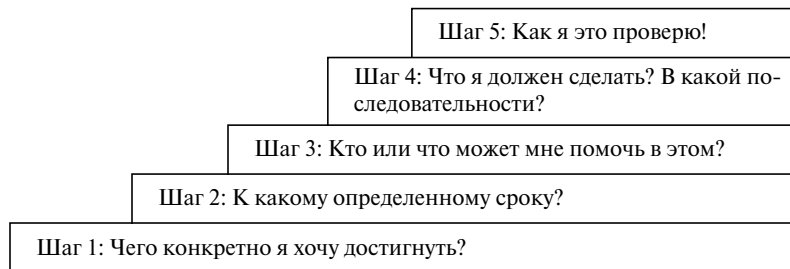 Шаг 5: Как я это проверю!
Шаг 4: Что я должен сделать? В какой по-
следовательности?
Шаг 3: Кто или что может мне помочь в этом?
Шаг 2: К какому определенному сроку?
Шаг 1: Чего конкретно я хочу достигнуть?